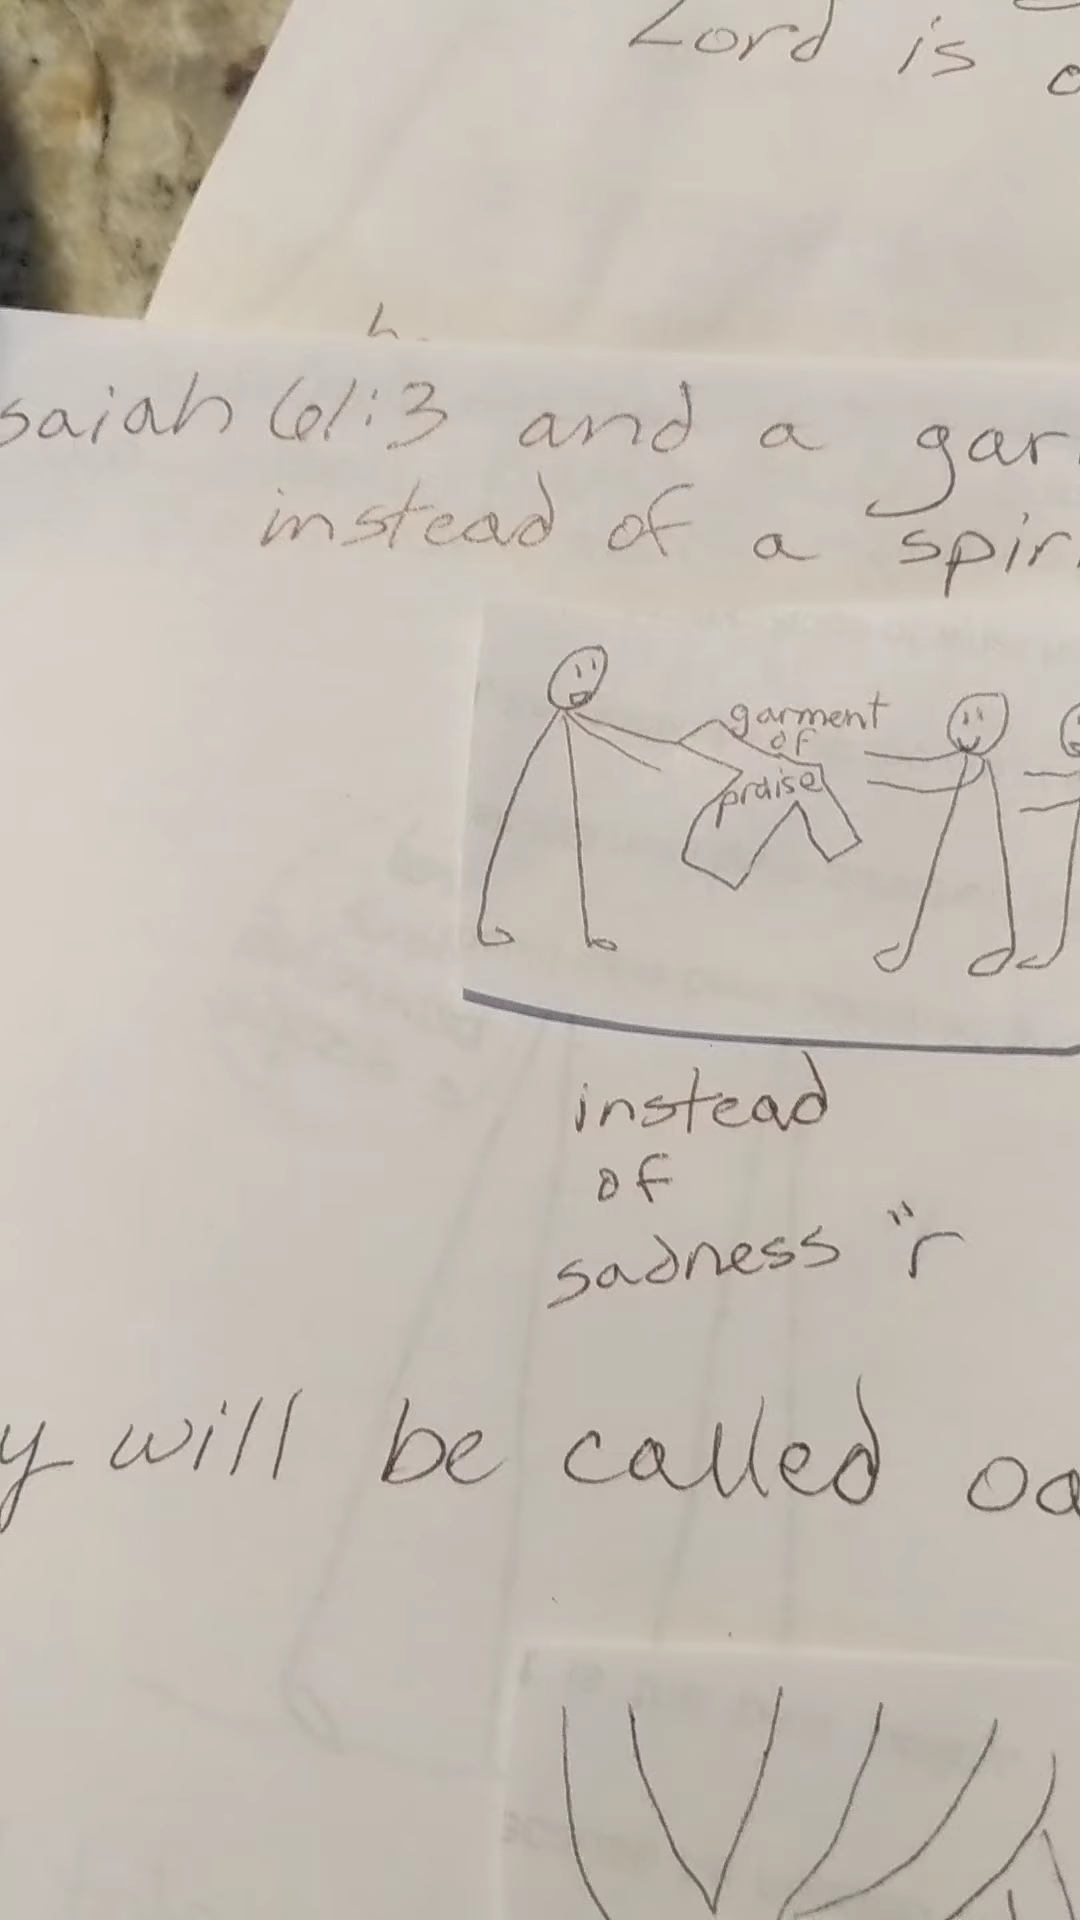 Lord is
saiah 61:3 and a gar
instead of a spir
garment
of
praise
instead
of
sadness "r
y will be called oa